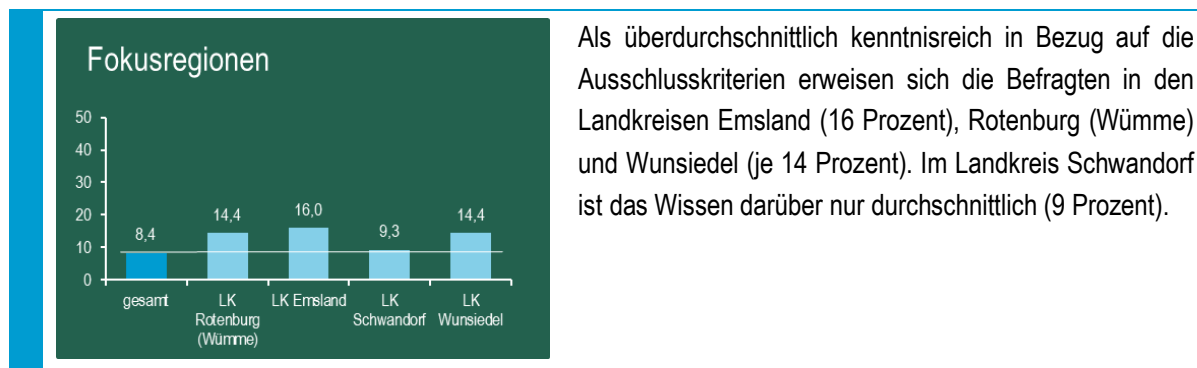 Fokusregionen
50
40
30
20
10
0
8,4
14,4
16,0
9,3
14,4
gesamt
LK
Rotenburg
(Wümme)
LK Emsland
LK
Schwandorf
LK
Wunsiedel
Als überdurchschnittlich kenntnisreich in Bezug auf die
Ausschlusskriterien erweisen sich die Befragten in den
Landkreisen Emsland (16 Prozent), Rotenburg (Wümme)
und Wunsiedel (je 14 Prozent). Im Landkreis Schwandorf
ist das Wissen darüber nur durchschnittlich (9 Prozent).